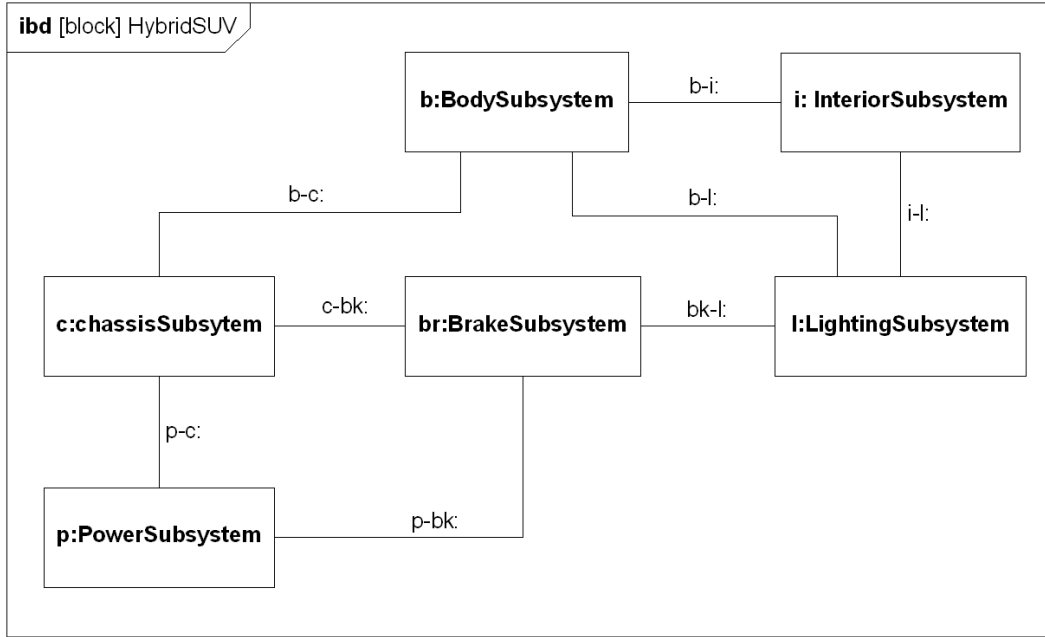 ibd [block] HybridSUV
b:BodySubsystem
b-i:
i: InteriorSubsystem
b-c:
b-l:
i-l:
c:chassisSubsytem
c-bk:
br:BrakeSubsystem
bk-l:
l:LightingSubsystem
p-c:
p:PowerSubsystem
p-bk: